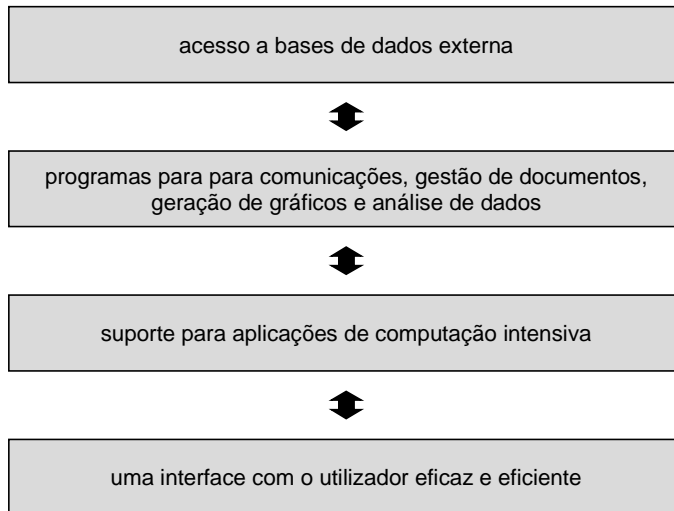 acesso a bases de dados externa
programas para para comunicações, gestão de documentos,
geração de gráficos e análise de dados
suporte para aplicações de computação intensiva
uma interface com o utilizador eficaz e eficiente